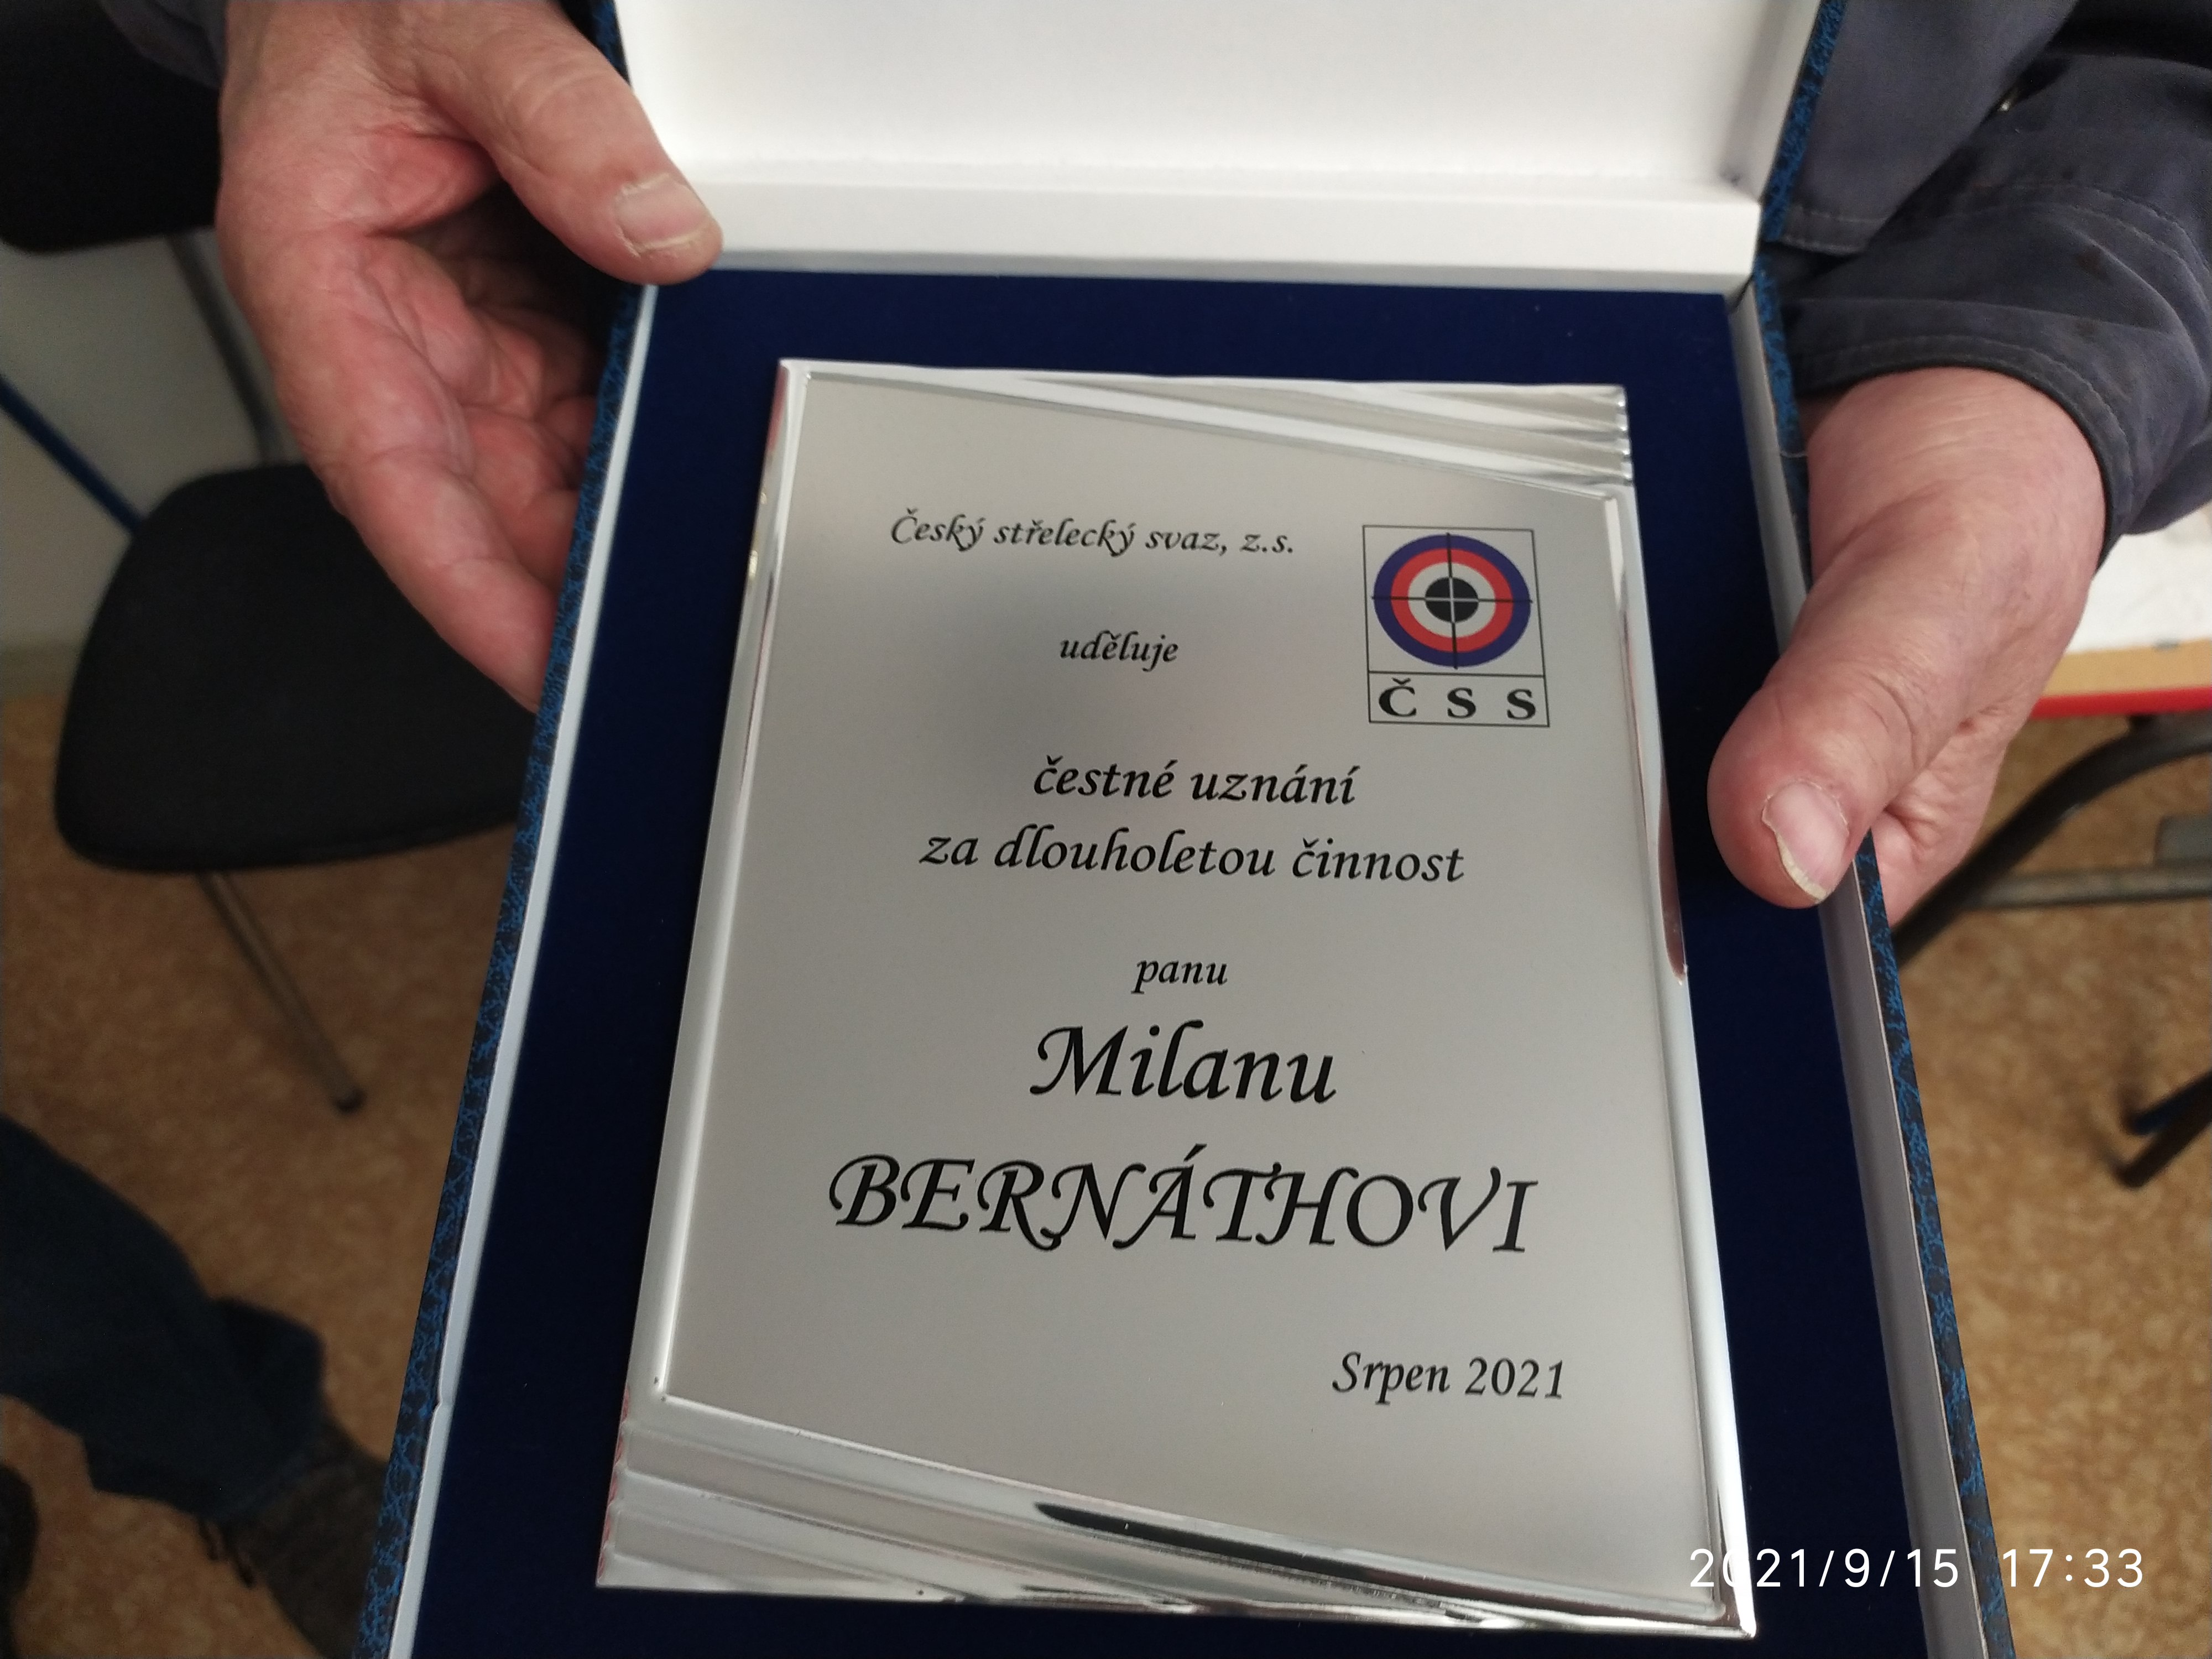 Český střelecký svaz, z.s.
uděluje
Č S S
čestné uznání
za dlouholetou činnost
panu
Milanu
BERNÁTHOVI
Srpen 2021
2021/9/15 17:33